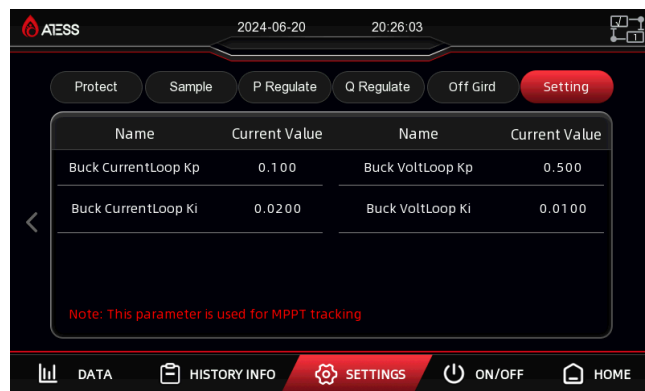 ATESS 2024-06-20 20:26:03
1
Protect Sample P Regulate Q Regulate Off Gird Setting
Name Current Value Name Current Value
Buck CurrentLoop Kp 0.100 Buck VoltLoop Kp 0.500
Buck CurrentLoop Ki 0.0200 Buck VoltLoop Ki 0.0100
Note: This parameter is used for MPPT tracking
DATA HISTORY INFO SETTINGS ON/OFF HOME